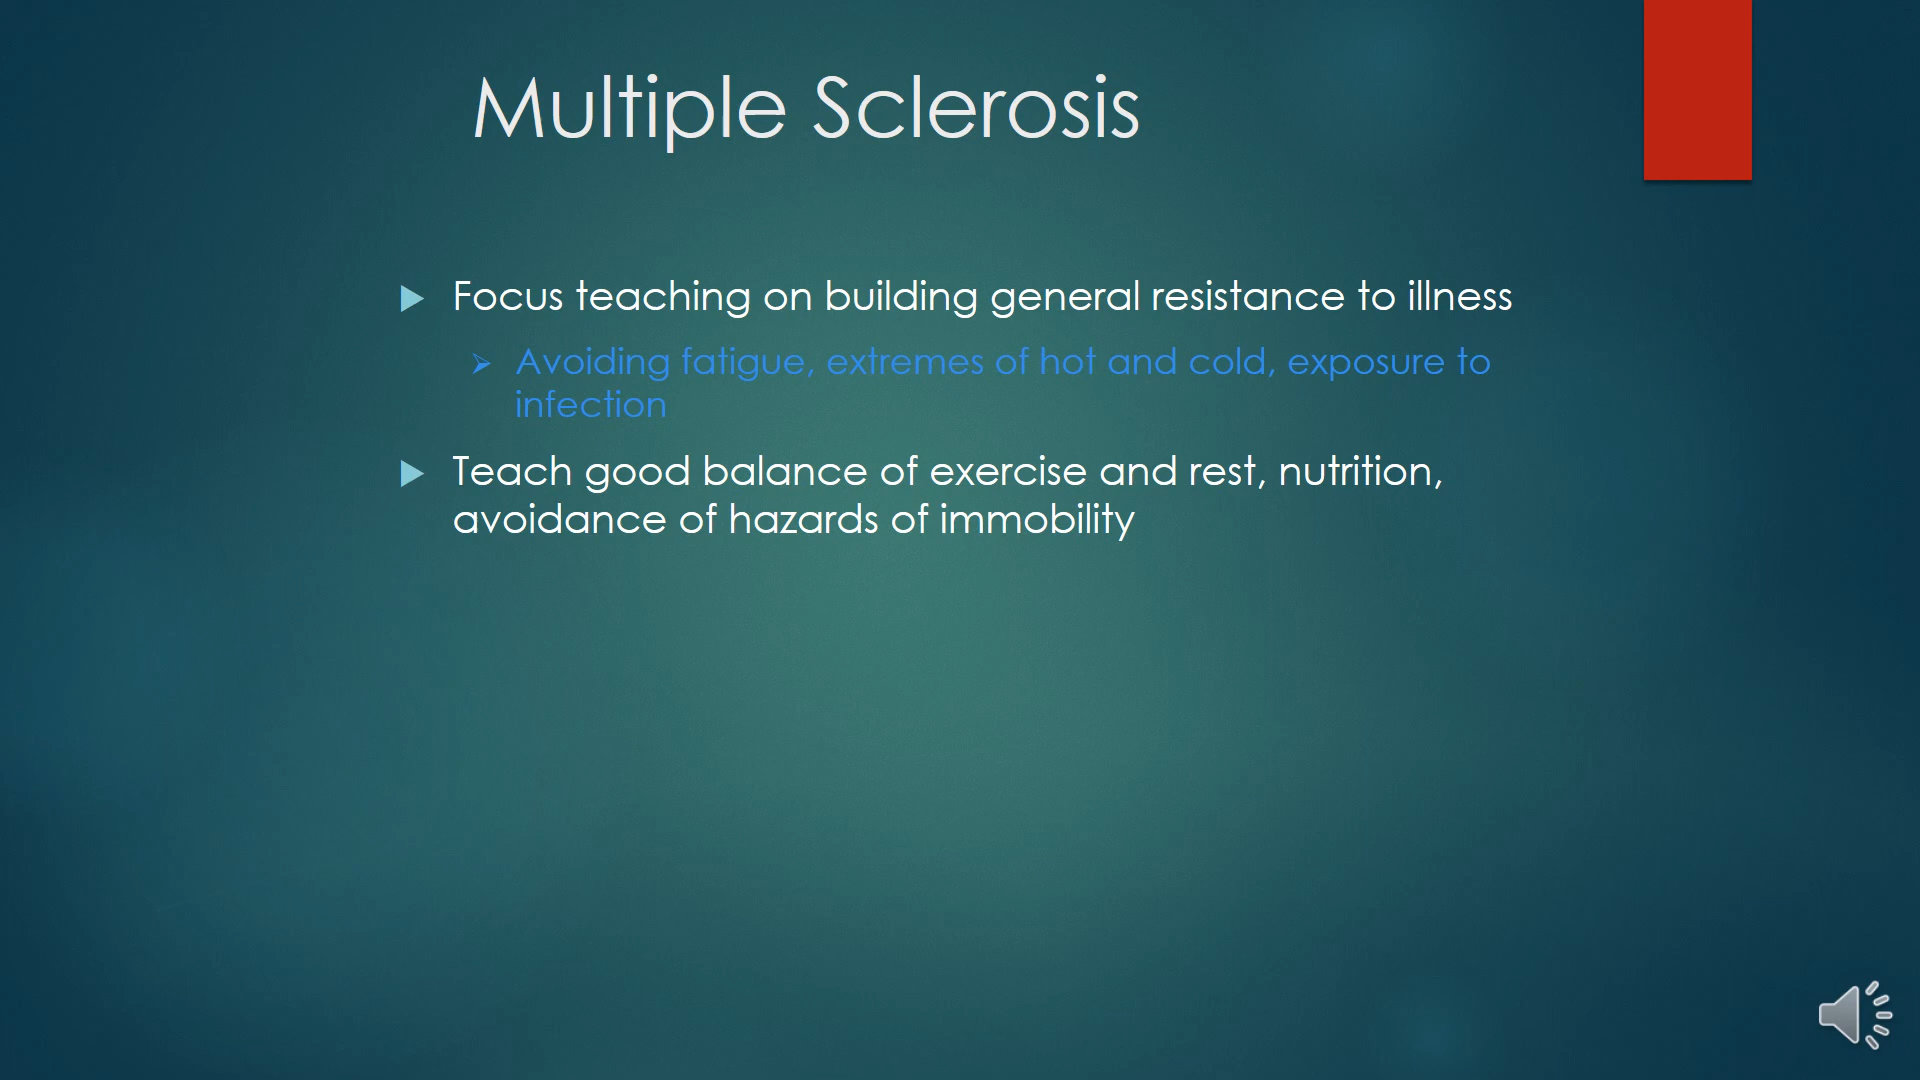 Multiple Sclerosis
Focus teaching on building general resistance to illness
Avoiding fatigue, extremes of hot and cold, exposure to
infection
Teach good balance of exercise and rest, nutrition,
avoidance of hazards of immobility